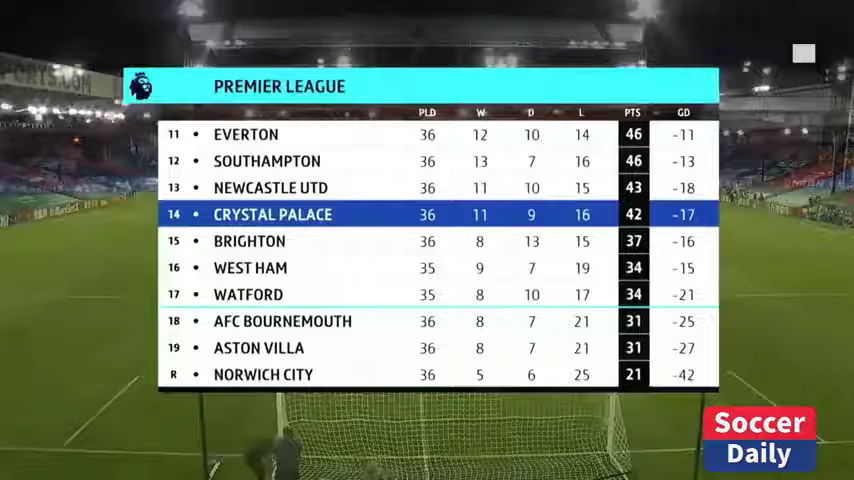 PORTS.COM
PREMIER LEAGUE
PLD W D L PTS GD
11 • EVERTON 36 12 10 14 46 -11
12 • SOUTHAMPTON 36 13 7 16 46 -13
13 • NEWCASTLE UTD 36 11 10 15 43 -18
14 • CRYSTAL PALACE 36 11 9 16 42 -17
15 • BRIGHTON 36 8 13 15 37 -16
16 • WEST HAM 35 9 7 19 34 -15
17 • WATFORD 35 8 10 17 34 -21
18 • AFC BOURNEMOUTH 36 8 7 21 31 -25
19 • ASTON VILLA 36 8 7 21 31 -27
R • NORWICH CITY 36 5 6 25 21 -42
Soccer
Daily